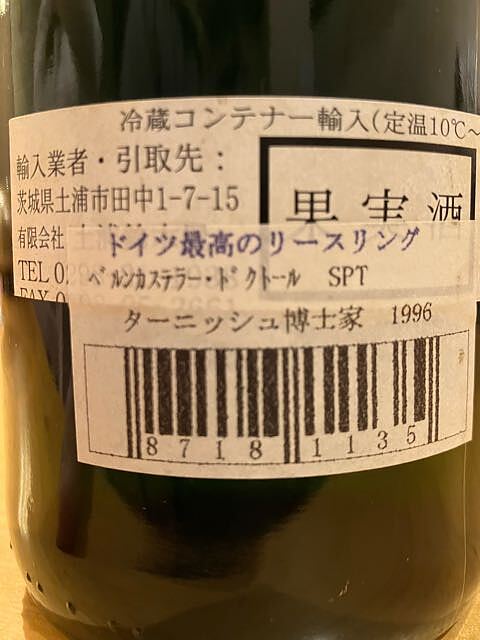 冷蔵コンテナー輸入(定温10℃~
輸入業者・引取先:
茨城県土浦市田中1-7-15
果実酒
有限会社
ドイツ最高のリースリング
TEL
ベルンカステラー・ドクトール SPT
FAX
ターニッシュ博士家 1996
8718 1135